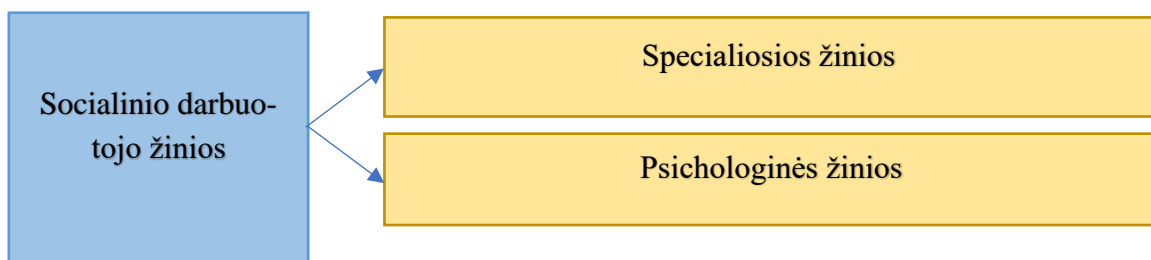 Socialinio darbuo-
tojo žinios
Specialiosios žinios
Psichologinės žinios